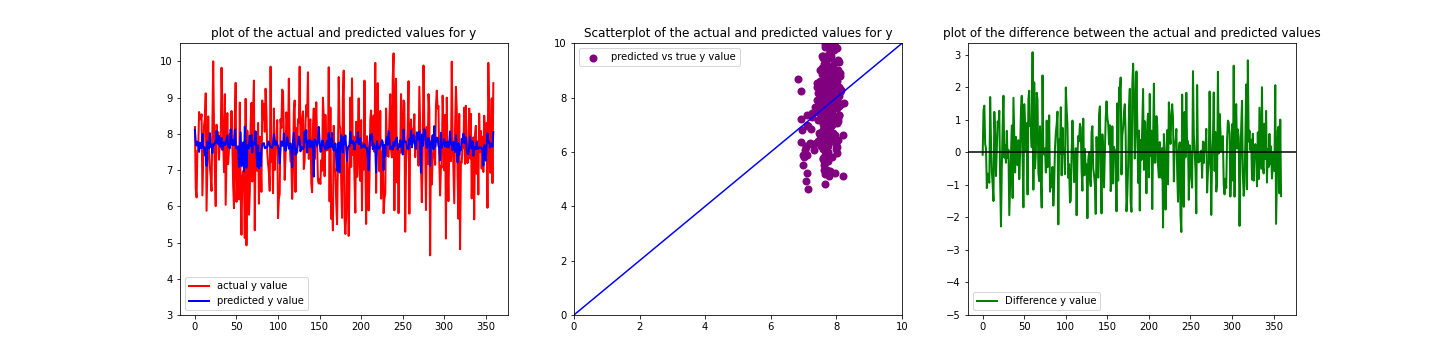 plot of the actual and predicted values for y
10
9
8
7
6
5
4
3
0 50 100 150 200 250 300 350
actual y value
predicted y value
Scatterplot of the actual and predicted values for y
10
8
6
4
2
0
0 2 4 6 8 10
predicted vs true y value
plot of the difference between the actual and predicted values
3
2
1
0
−1
−2
−3
−4
−5
0 50 100 150 200 250 300 350
Difference y value